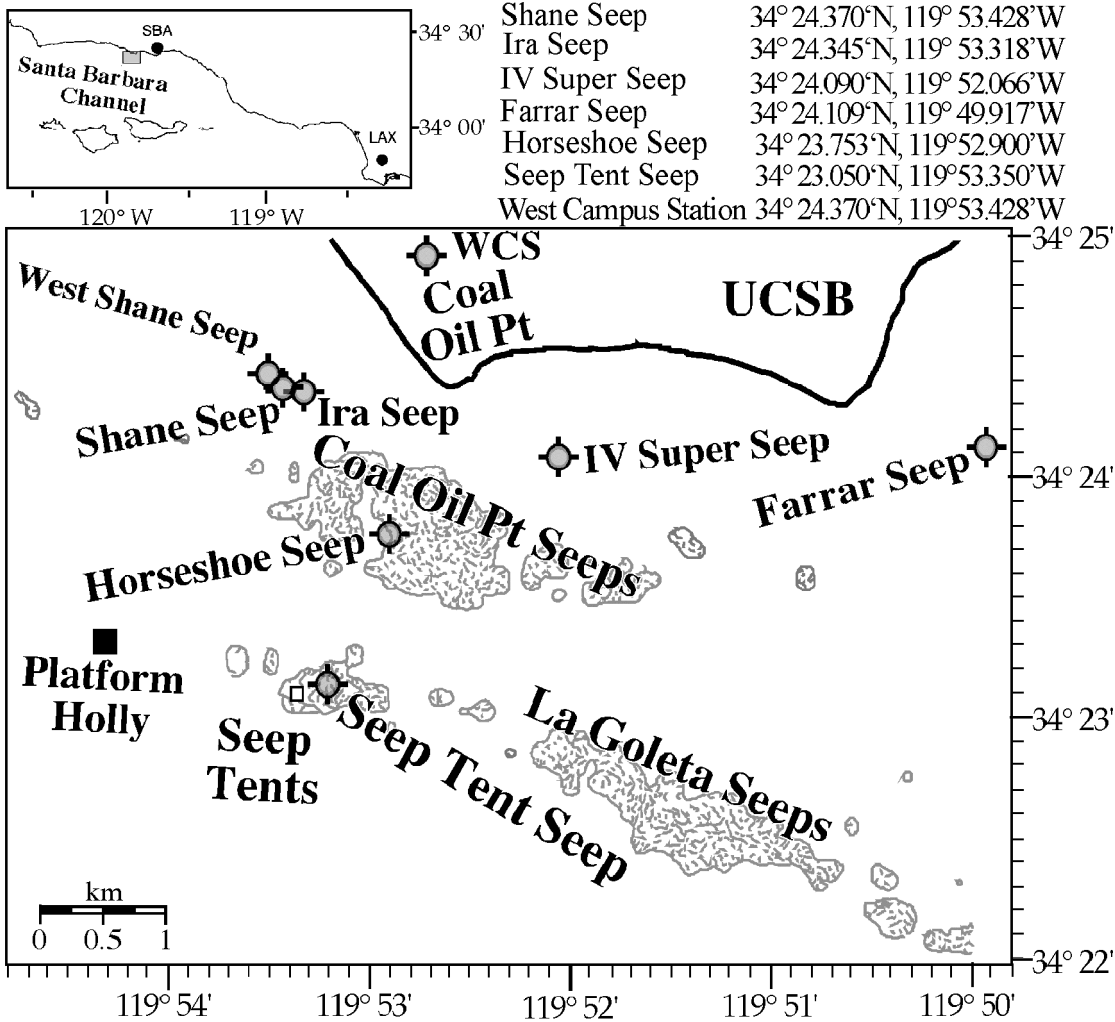 SBA
Santa Barbara
Channel
LAX
34° 30'
34° 00'
120° W
119° W
Shane Seep 34° 24.370‘N, 119° 53.428’W
Ira Seep 34° 24.345‘N, 119° 53.318’W
IV Super Seep 34° 24.090‘N, 119° 52.066’W
Farrar Seep 34° 24.109‘N, 119° 49.917’W
Horseshoe Seep 34° 23.753‘N, 119°52.900’W
Seep Tent Seep 34° 23.050‘N, 119°53.350’W
West Campus Station 34° 24.370‘N, 119°53.428’W
34° 25'
WCS
Coal
Oil Pt
UCSB
West Shane Seep
Shane Seep
Ira Seep
IV Super Seep
Farrar Seep
34° 24'
Coal Oil Pt Seeps
Horseshoe Seep
Platform
Holly
Seep
Tents
Seep Tent Seep
La Goleta Seeps
34° 23'
km
0 0.5 1
34° 22'
119° 54' 119° 53' 119° 52' 119° 51' 119° 50'